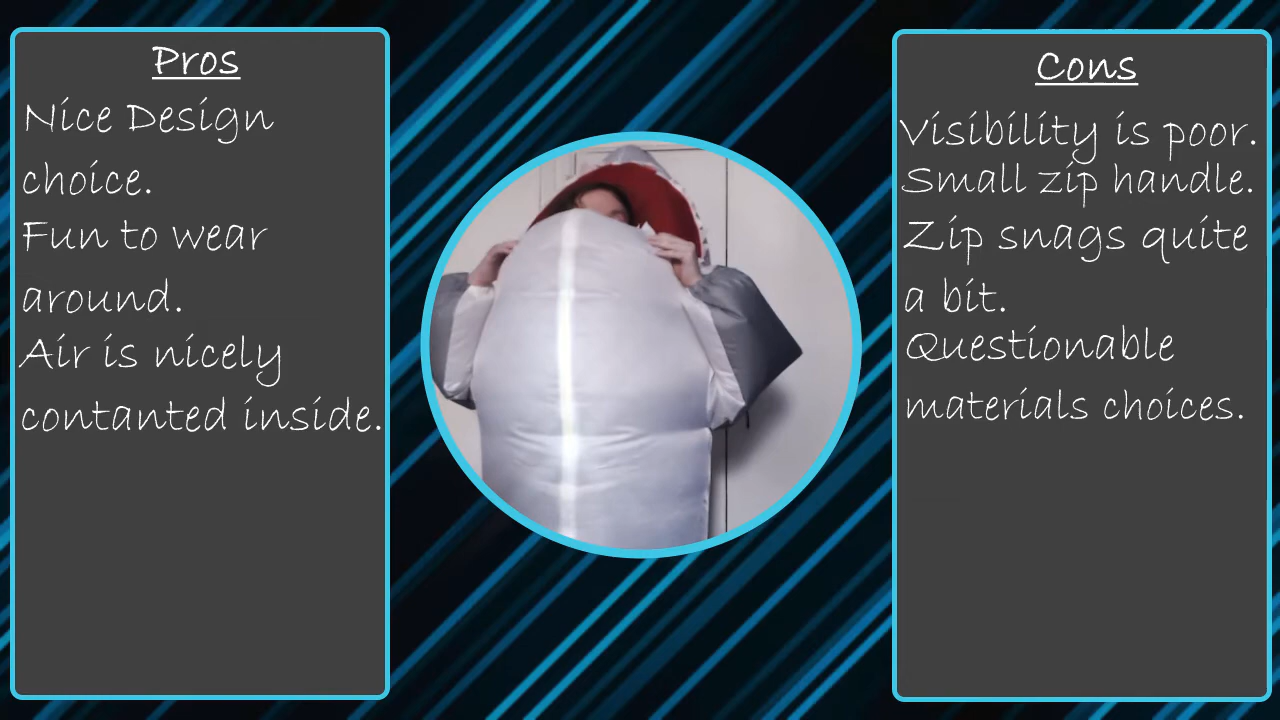 Pros
Nice Design
choice.
Fun to wear
around.
Air is nicely
contanted inside.
Cons
Visibility is poor.
Small zip handle.
Zip snags quite
a bit.
Questionable
materials choices.